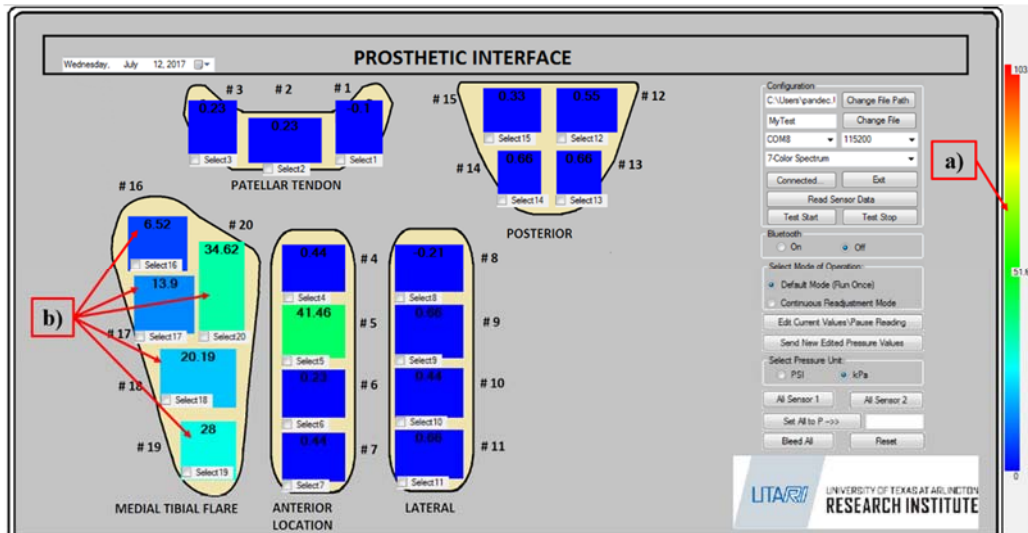 PROSTHETIC INTERFACE
Wednesday, July 12, 2017
# 3
# 2
# 1
0.23
0.23
-0.1
Select3
Select2
Select1
PATELLAR TENDON
# 15
0.33
0.55
# 12
Select15
Select12
# 14
0.66
0.66
# 13
Select14
Select13
POSTERIOR
# 16
6.52
# 20
34.62
Select16
13.9
# 17
Select17
Select20
20.19
# 18
Select18
28
# 19
Select19
MEDIAL TIBIAL FLARE
b)
0.44
# 4
Select4
41.46
# 5
Select5
0.23
# 6
Select6
0.44
# 7
Select7
ANTERIOR
LOCATION
-0.21
# 8
Select8
0.66
# 9
Select9
0.44
# 10
Select10
0.66
# 11
Select11
LATERAL
Configuration
C:\Users\pandec.
Change File Path
MyTest
Change File
COM8
115200
7-Color Spectrum
Connected...
Exit
Read Sensor Data
Test Start
Test Stop
Bluetooth
On
Off
Select Mode of Operation:
Default Mode (Run Once)
Continuous Readjustment Mode
Edit Current Values\Pause Reading
Send New Edited Pressure Values
Select Pressure Unit:
PSI
kPa
All Sensor 1
All Sensor 2
Set All to P -->>
Bleed All
Reset
UTARI
UNIVERSITY OF TEXAS AT ARLINGTON
RESEARCH INSTITUTE
a)
103
51.6
0